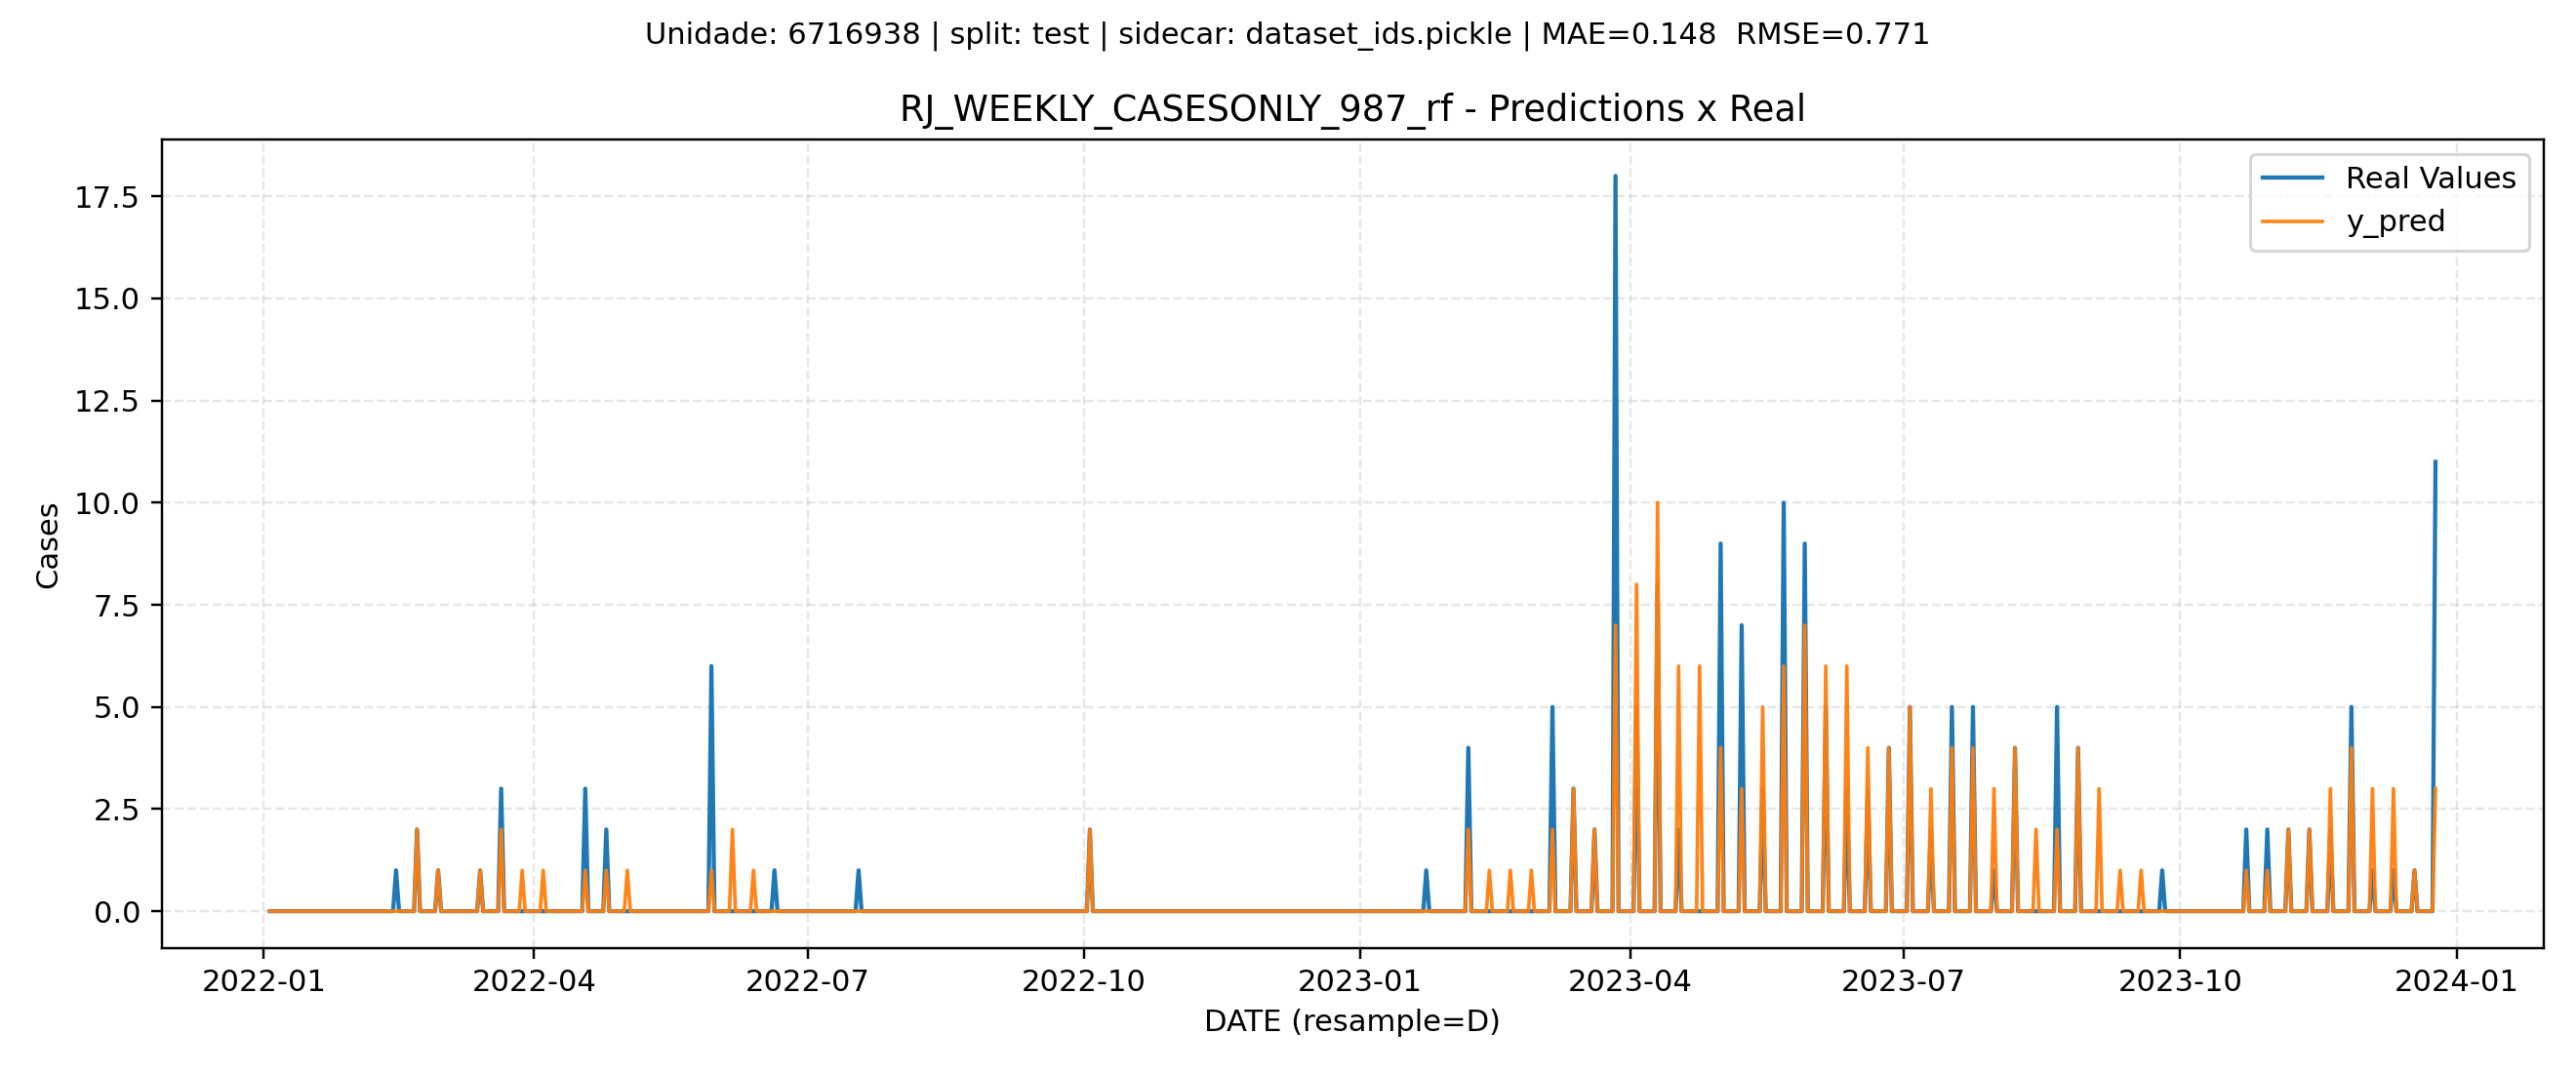 Unidade: 6716938 | split: test | sidecar: dataset_ids.pickle | MAE=0.148  RMSE=0.771
RJ_WEEKLY_CASESONLY_987_rf - Predictions x Real
Real Values
y_pred
17.5
15.0
12.5
10.0
7.5
5.0
2.5
0.0
Cases
2022-01 2022-04 2022-07 2022-10 2023-01 2023-04 2023-07 2023-10 2024-01
DATE (resample=D)